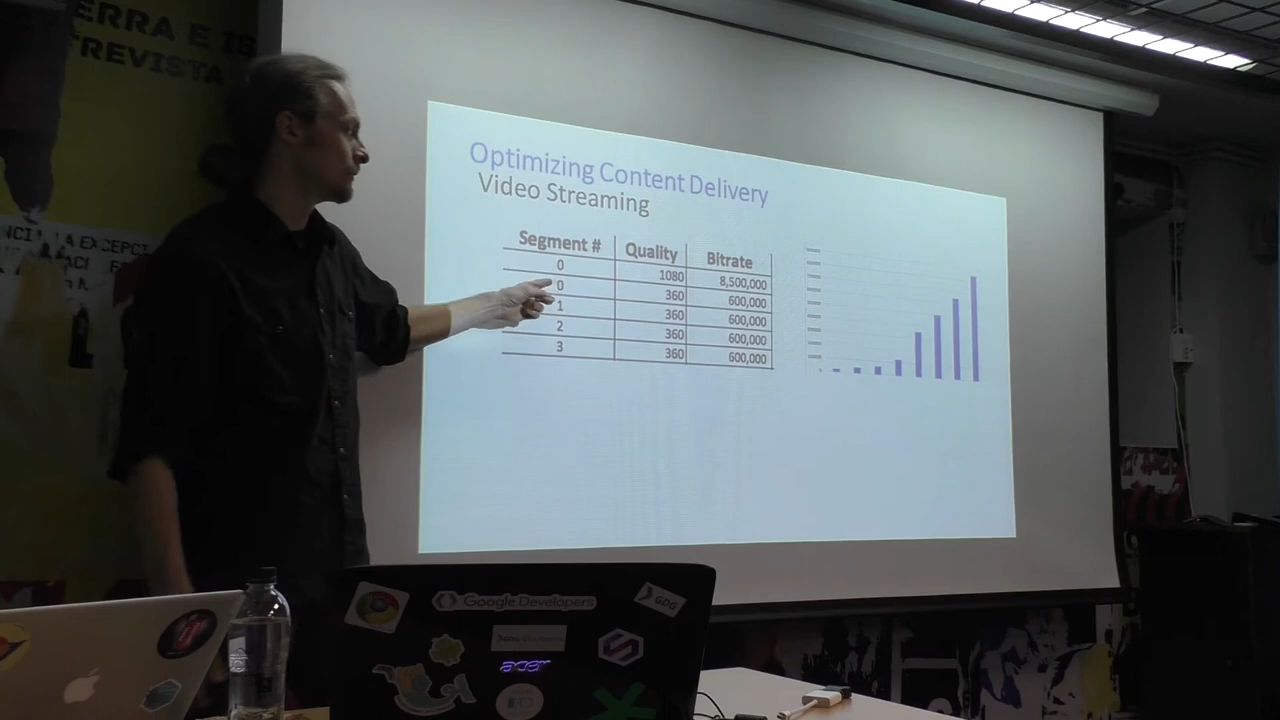 ERRA E IS
TREVISTA
Optimizing Content Delivery
Video Streaming
Segment # Quality Bitrate
0 1080 8,500,000
0 360 600,000
1 360 600,000
2 360 600,000
3 360 600,000
Google Developers
GDG
acer